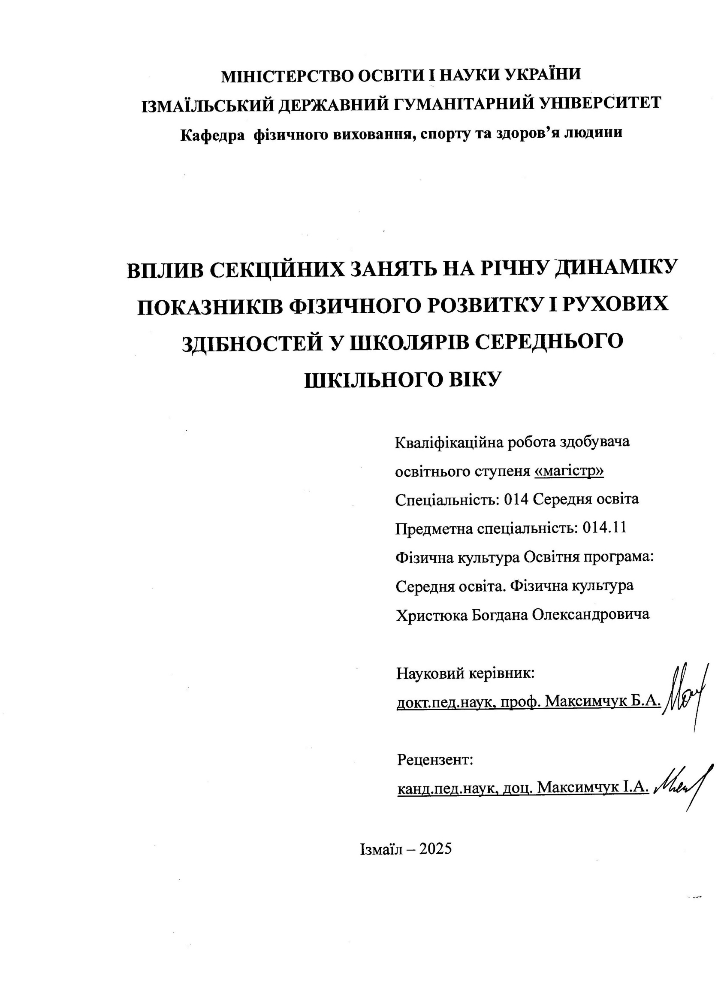 МІНІСТЕРСТВО ОСВІТИ І НАУКИ УКРАЇНИ
ІЗМАЇЛЬСЬКИЙ ДЕРЖАВНИЙ ГУМАНІТАРНИЙ УНІВЕРСИТЕТ
Кафедра фізичного виховання, спорту та здоров’я людини
ВПЛИВ СЕКЦІЙНИХ ЗАНЯТЬ НА РІЧНУ ДИНАМІКУ
ПОКАЗНИКІВ ФІЗИЧНОГО РОЗВИТКУ І РУХОВИХ
ЗДІБНОСТЕЙ У ШКОЛЯРІВ СЕРЕДНЬОГО
ШКІЛЬНОГО ВІКУ
Кваліфікаційна робота здобувача
освітнього ступеня «магістр»
Спеціальність: 014 Середня освіта
Предметна спеціальність: 014.11
Фізична культура Освітня програма:
Середня освіта. Фізична культура
Христюка Богдана Олександровича
Науковий керівник:
докт.пед.наук, проф. Максимчук Б.А.
Рецензент:
канд.пед.наук, доц. Максимчук І.А.
Ізмаїл – 2025